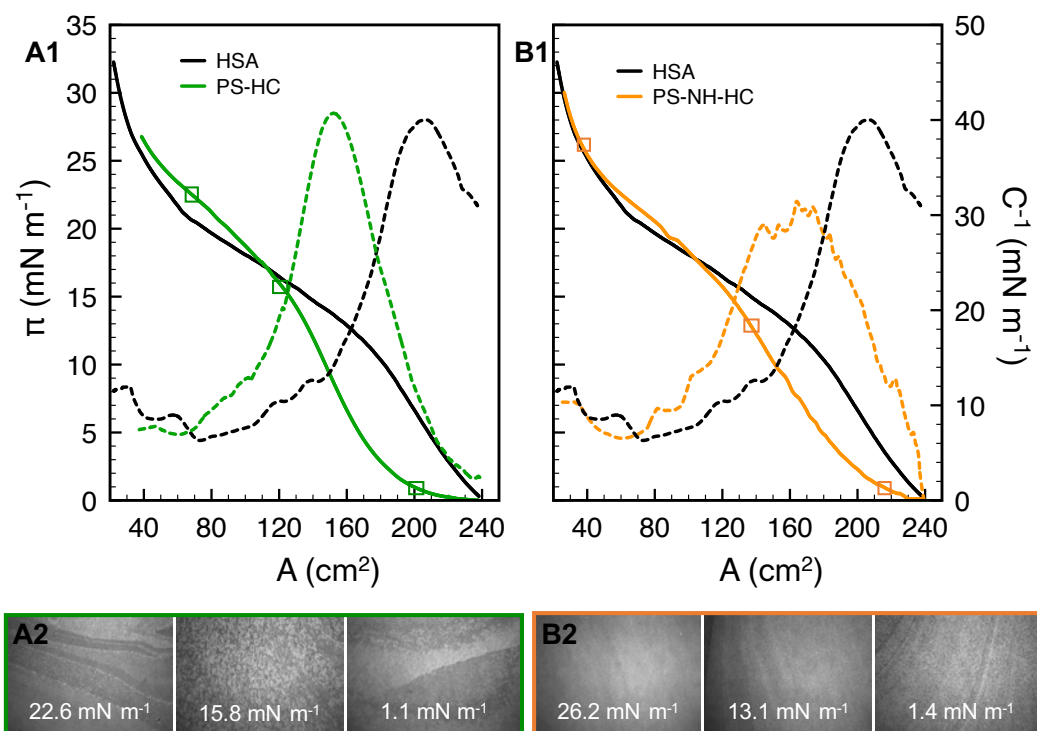 A1
HSA
PS-HC
35
30
25
20
15
10
5
0
π (mN m⁻¹)
40 80 120 160 200 240
A (cm²)
B1
HSA
PS-NH-HC
50
40
30
20
10
0
C⁻¹ (mN m⁻¹)
40 80 120 160 200 240
A (cm²)
A2
22.6 mN m⁻¹ 15.8 mN m⁻¹ 1.1 mN m⁻¹
B2
26.2 mN m⁻¹ 13.1 mN m⁻¹ 1.4 mN m⁻¹